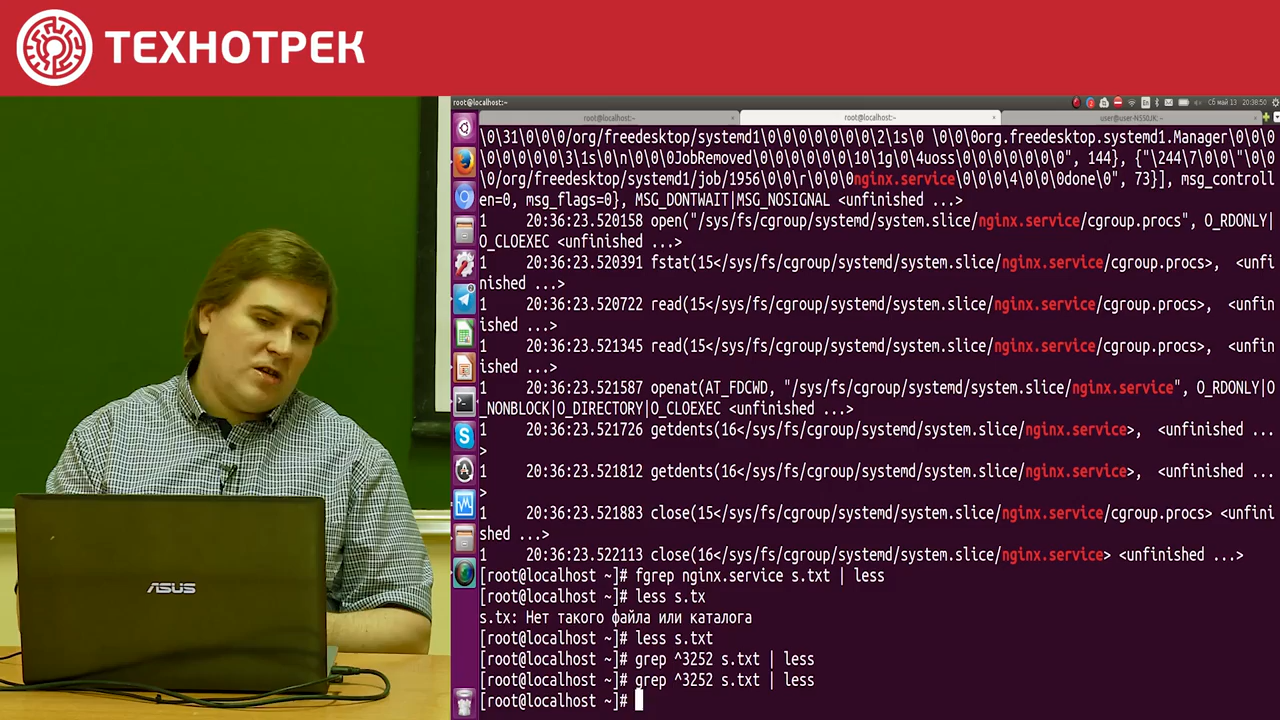 ТЕХНОТРЕК
root@localhost:~
Сб май 13 20:38:50
root@localhost:~
root@localhost:~
user@user-N550JK: ~
\0\31\0\0\0/org/freedesktop/systemd1\0\0\0\0\0\0\0\2\1s\0 \0\0\0org.freedesktop.systemd1.Manager\0\0\0
\0\0\0\0\0\3\1s\0\n\0\0\0JobRemoved\0\0\0\0\0\0\10\1g\0\4uoss\0\0\0\0\0\0\0", 144}, {"\244\7\0\0\"\0\0
\0/org/freedesktop/systemd1/job/1956\0\0\r\0\0\0nginx.service\0\0\0\4\0\0\0done\0", 73}], msg_controll
en=0, msg_flags=0}, MSG_DONTWAIT|MSG_NOSIGNAL <unfinished ...>
1 20:36:23.520158 open("/sys/fs/cgroup/systemd/system.slice/nginx.service/cgroup.procs", O_RDONLY|
O_CLOEXEC <unfinished ...>
1 20:36:23.520391 fstat(15</sys/fs/cgroup/systemd/system.slice/nginx.service/cgroup.procs>, <unfi
nished ...>
1 20:36:23.520722 read(15</sys/fs/cgroup/systemd/system.slice/nginx.service/cgroup.procs>, <unfin
ished ...>
1 20:36:23.521345 read(15</sys/fs/cgroup/systemd/system.slice/nginx.service/cgroup.procs>, <unfin
ished ...>
1 20:36:23.521587 openat(AT_FDCWD, "/sys/fs/cgroup/systemd/system.slice/nginx.service", O_RDONLY|O
_NONBLOCK|O_DIRECTORY|O_CLOEXEC <unfinished ...>
1 20:36:23.521726 getdents(16</sys/fs/cgroup/systemd/system.slice/nginx.service>, <unfinished ...
>
1 20:36:23.521812 getdents(16</sys/fs/cgroup/systemd/system.slice/nginx.service>, <unfinished ...
>
1 20:36:23.521883 close(15</sys/fs/cgroup/systemd/system.slice/nginx.service/cgroup.procs> <unfini
shed ...>
1 20:36:23.522113 close(16</sys/fs/cgroup/systemd/system.slice/nginx.service> <unfinished ...>
[root@localhost ~]# fgrep nginx.service s.txt | less
[root@localhost ~]# less s.tx
s.tx: Нет такого файла или каталога
[root@localhost ~]# less s.txt
[root@localhost ~]# grep ^3252 s.txt | less
[root@localhost ~]# grep ^3252 s.txt | less
[root@localhost ~]#
ASUS